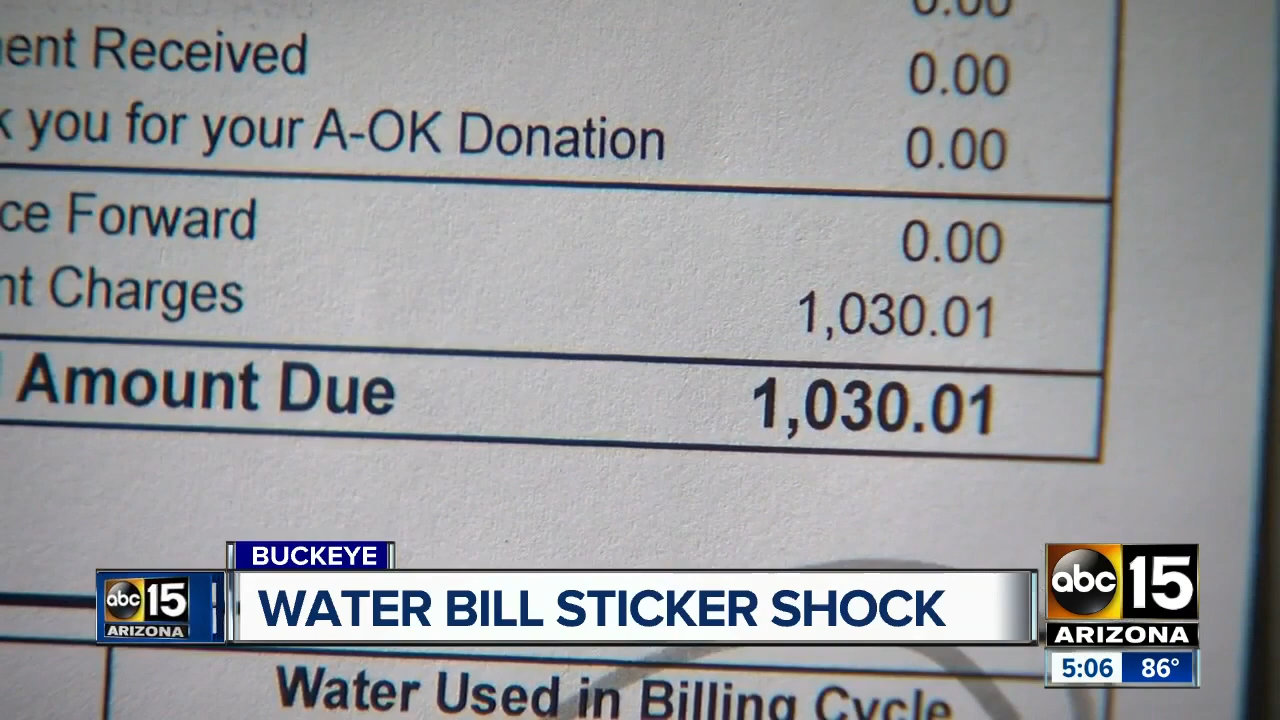 0.00
ent Received 0.00
k you for your A-OK Donation 0.00
ce Forward 0.00
nt Charges 1,030.01
Amount Due 1,030.01
BUCKEYE
abc 15
ARIZONA
WATER BILL STICKER SHOCK
abc 15
ARIZONA
5:06 86°
Water Used in Billing Cycle